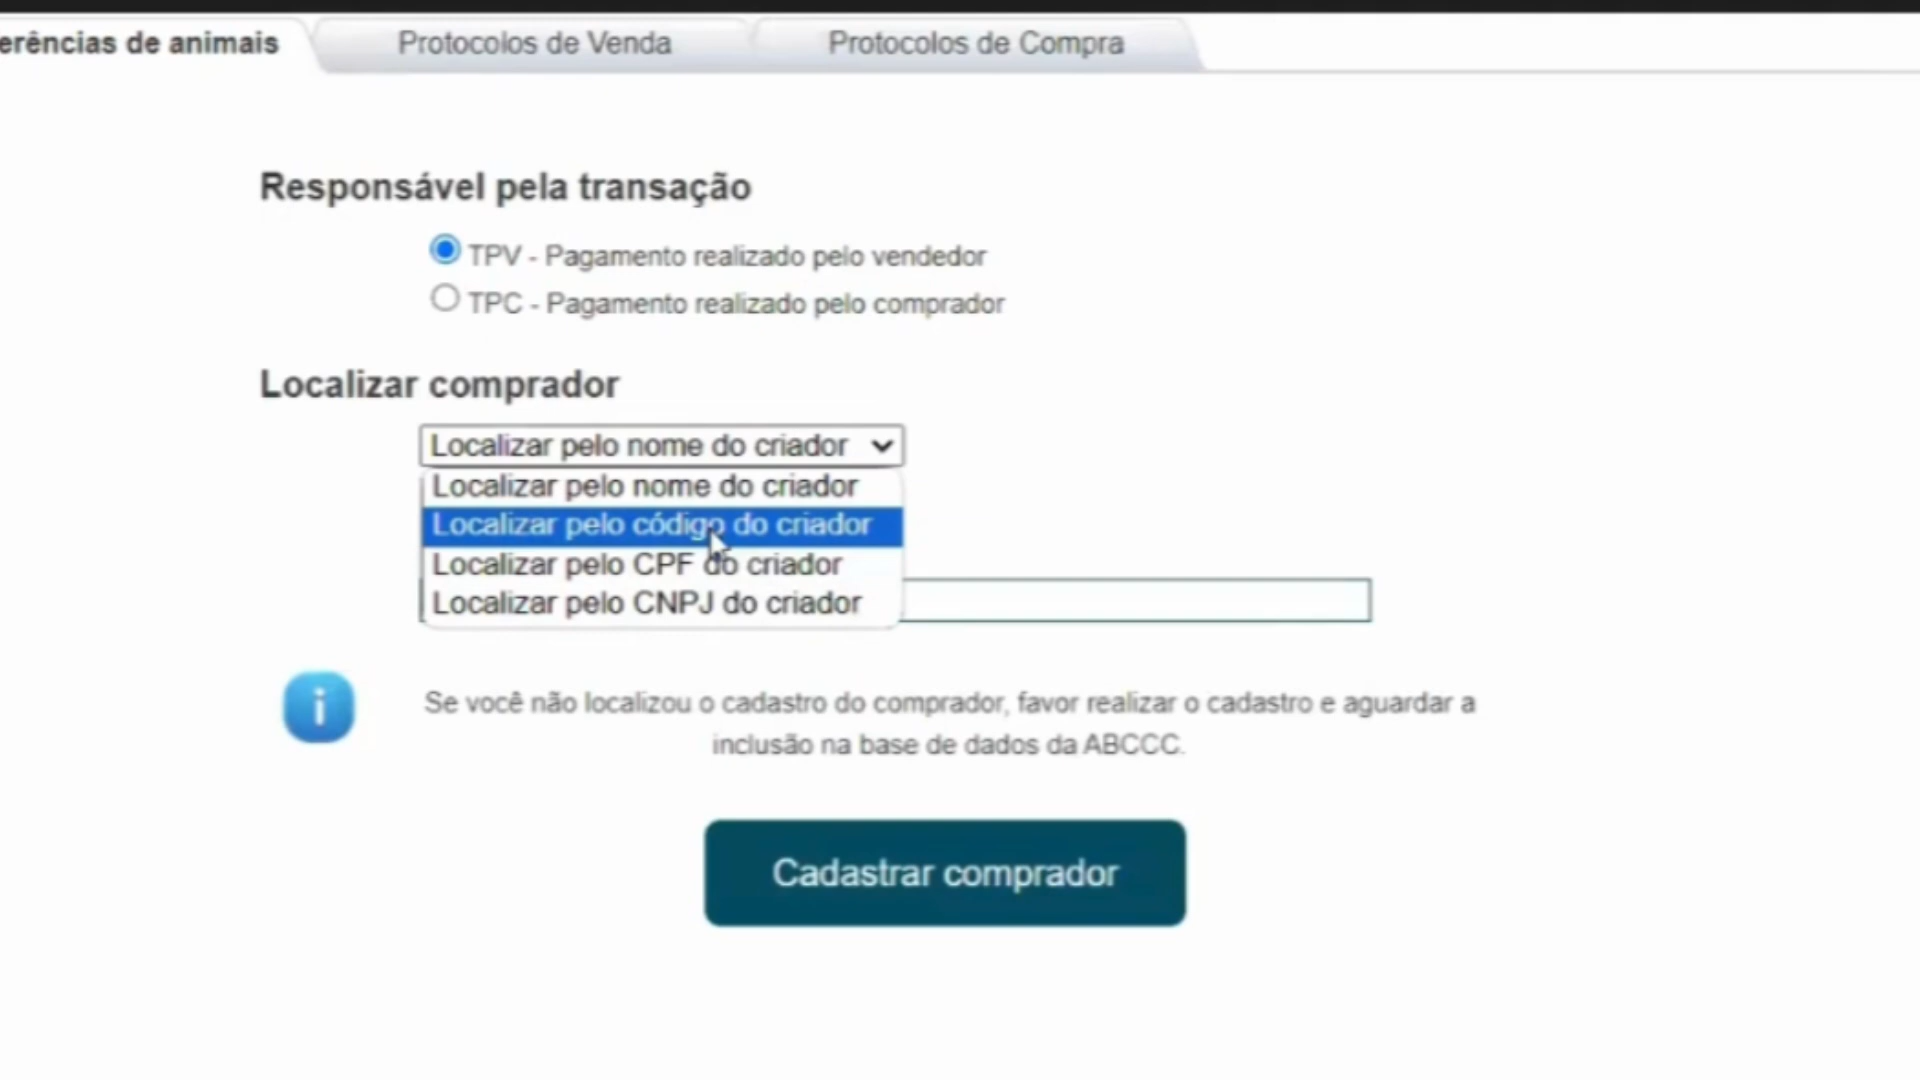 erências de animais
Protocolos de Venda
Protocolos de Compra
Responsável pela transação
TPV - Pagamento realizado pelo vendedor
TPC - Pagamento realizado pelo comprador
Localizar comprador
Localizar pelo nome do criador
Localizar pelo nome do criador
Localizar pelo código do criador
Localizar pelo CPF do criador
Localizar pelo CNPJ do criador
i
Se você não localizou o cadastro do comprador, favor realizar o cadastro e aguardar a
inclusão na base de dados da ABCCC.
Cadastrar comprador